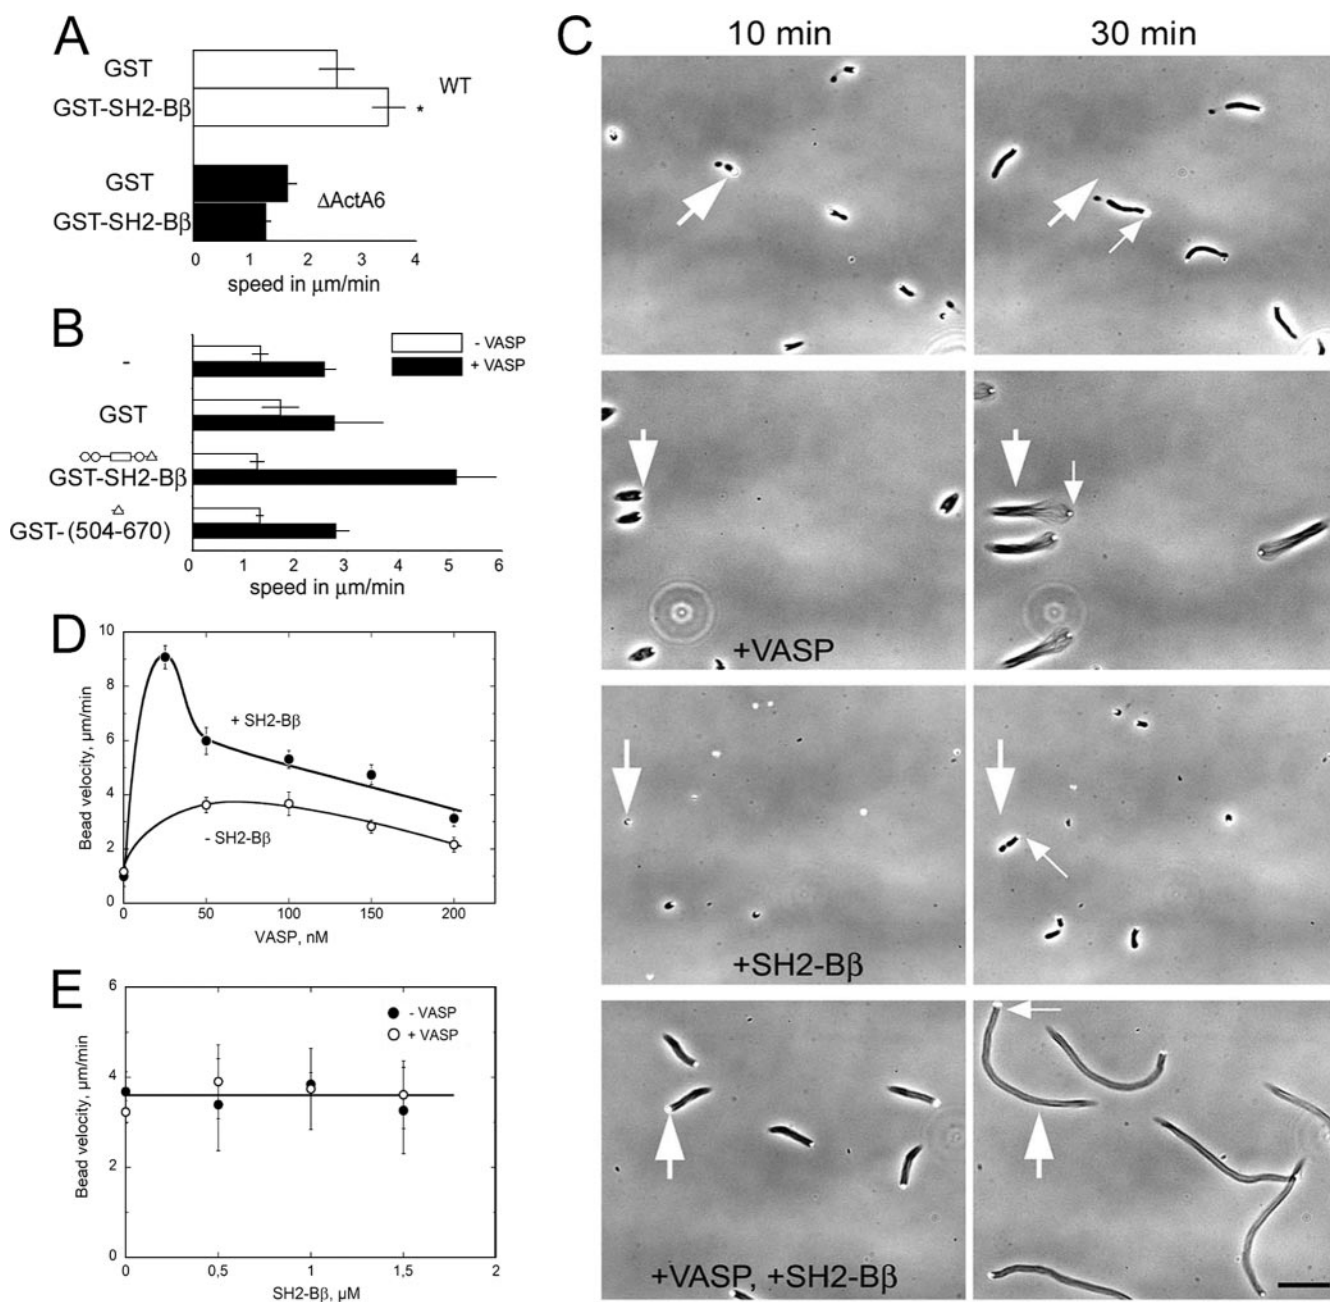 A
GST
GST-SH2-Bβ
*
WT
GST
GST-SH2-Bβ
ΔActA6
0 1 2 3 4
speed in μm/min
B
- VASP
+ VASP
-
GST
GST-SH2-Bβ
GST-(504-670)
0 1 2 3 4 5 6
speed in μm/min
C
10 min
30 min
+VASP
+SH2-Bβ
+VASP, +SH2-Bβ
D
10
8
6
4
2
0
Bead velocity, μm/min
+ SH2-Bβ
- SH2-Bβ
0 50 100 150 200
VASP, nM
E
6
4
2
0
Bead velocity, μm/min
- VASP
+ VASP
0 0,5 1 1,5 2
SH2-Bβ, μM